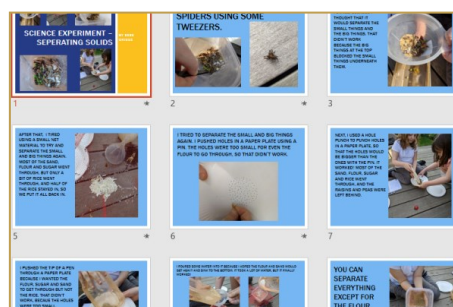 SCIENCE EXPERIMENT –
SEPERATING SOLIDS
1
SPIDERS USING SOME
TWEEZERS.
2
THOUGHT THAT IT
WOULD SEPARATE THE
SMALL THINGS AND
THE BIG THINGS. THAT
DIDN'T WORK
BECAUSE THE BIG
THINGS AT THE TOP
BLOCKED THE SMALL
THINGS UNDERNEATH
THEM.
3
AFTER THAT, I TRIED
USING A SMALL NET
MATERIAL TO TRY AND
SEPARATE THE SMALL
AND BIG THINGS AGAIN.
MOST OF THE SAND,
FLOUR AND SUGAR WENT
THROUGH, BUT ONLY A
BIT OF RICE WENT
THROUGH, AND HALF OF
THE RICE STAYED IN, SO
WE PUT IT ALL BACK IN.
5
I TRIED TO SEPARATE THE SMALL AND BIG THINGS
AGAIN. I PUSHED HOLES IN A PAPER PLATE USING A
PIN. THE HOLES WERE TOO SMALL FOR EVEN THE
FLOUR TO GO THROUGH, SO THAT DIDN'T WORK.
6
NEXT, I USED A HOLE
PUNCH TO PUNCH HOLES
IN A PAPER PLATE, SO
THAT THE HOLES WOULD
BE BIGGER THAN THE
ONES WITH THE PIN. IT
WORKED! MOST OF THE
SAND, FLOUR, SUGAR
AND RICE WENT
THROUGH, AND THE
RAISINS AND PEAS WERE
LEFT BEHIND.
7
I PUSHED THE TIP OF A PEN
THROUGH A PAPER PLATE
BECAUSE I WANTED THE
FLOUR, SUGAR AND SAND
TO GET THROUGH BUT NOT
THE RICE. THAT DIDN'T
WORK, BECAUSE THE HOLES
WERE TOO SMALL.
YOU CAN
SEPARATE
EVERYTHING
EXCEPT FOR
THE FLOUR